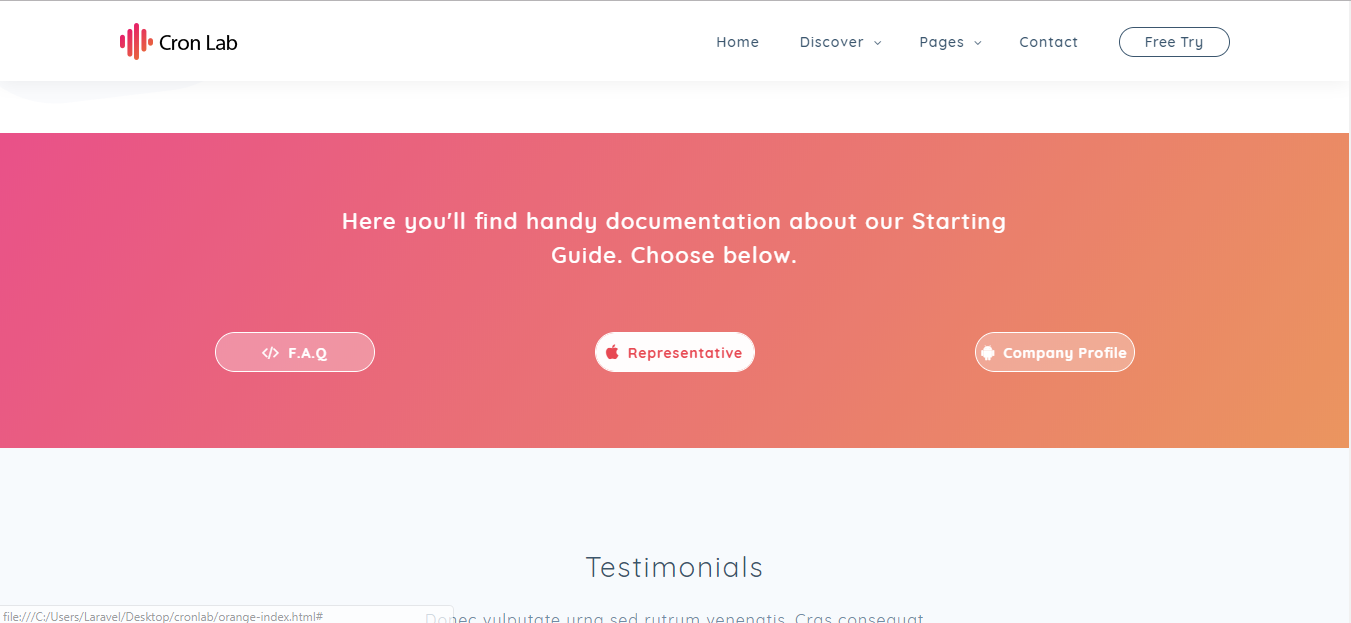 Cron Lab
Home Discover Pages Contact Free Try
Here you'll find handy documentation about our Starting
Guide. Choose below.
</> F.A.Q
Representative
Company Profile
Testimonials
Donec vulputate urna sed rutrum venenatis. Cras consequat
file:///C:/Users/Laravel/Desktop/cronlab/orange-index.html#